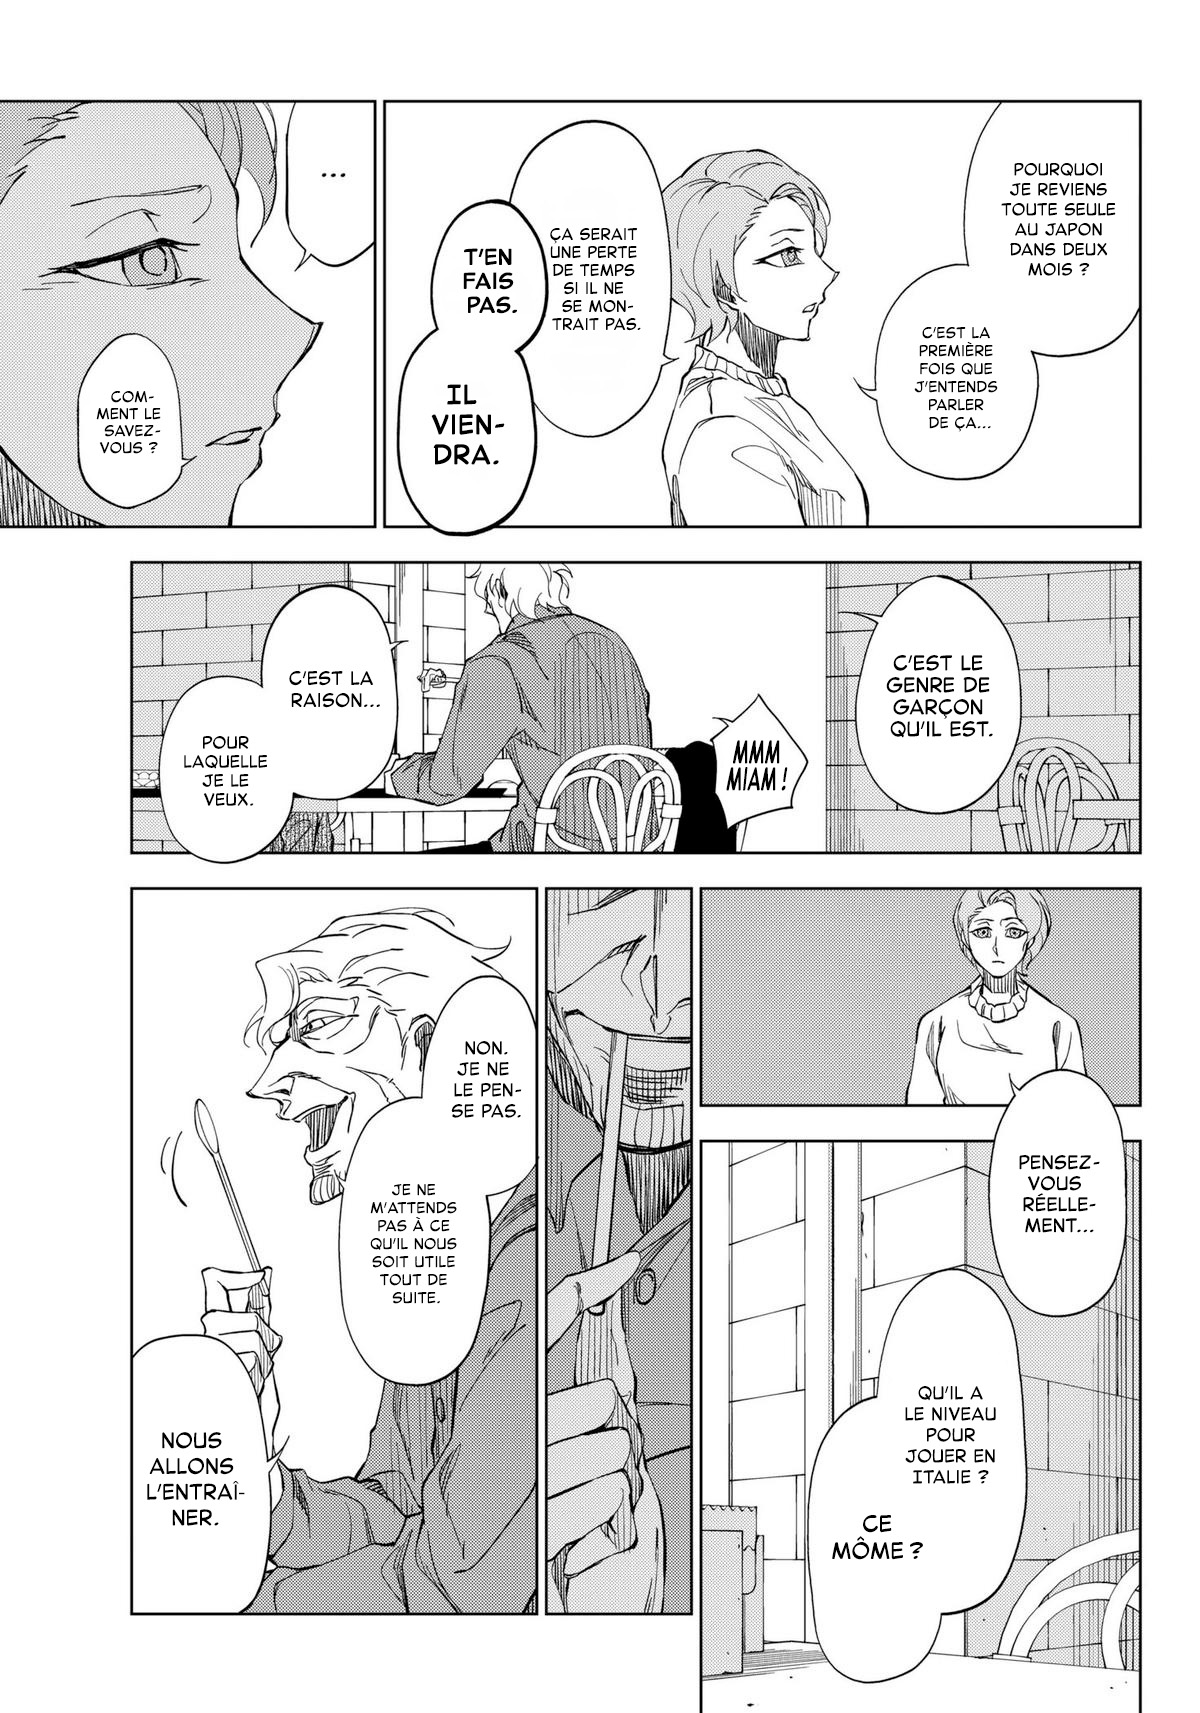 POURQUOI
JE REVIENS
TOUTE SEULE
AU JAPON
DANS DEUX
MOIS ?
C'EST LA
PREMIÈRE
FOIS QUE
J'ENTENDS
PARLER
DE ÇA...
ÇA SERAIT
UNE PERTE
DE TEMPS
SI IL NE
SE MON-
TRAIT PAS.
T'EN
FAIS
PAS.
IL
VIEN-
DRA.
...
COM-
MENT LE
SAVEZ-
VOUS ?
C'EST LE
GENRE DE
GARÇON
QU'IL EST.
MMM
MIAM !
C'EST LA
RAISON...
POUR
LAQUELLE
JE LE
VEUX.
PENSEZ-
VOUS
RÉELLE-
MENT...
QU'IL A
LE NIVEAU
POUR
JOUER EN
ITALIE ?
CE
MÔME ?
NON.
JE NE
LE PEN-
SE PAS.
JE NE
M'ATTENDS
PAS À CE
QU'IL NOUS
SOIT UTILE
TOUT DE
SUITE.
NOUS
ALLONS
L'ENTRAÎ-
NER.